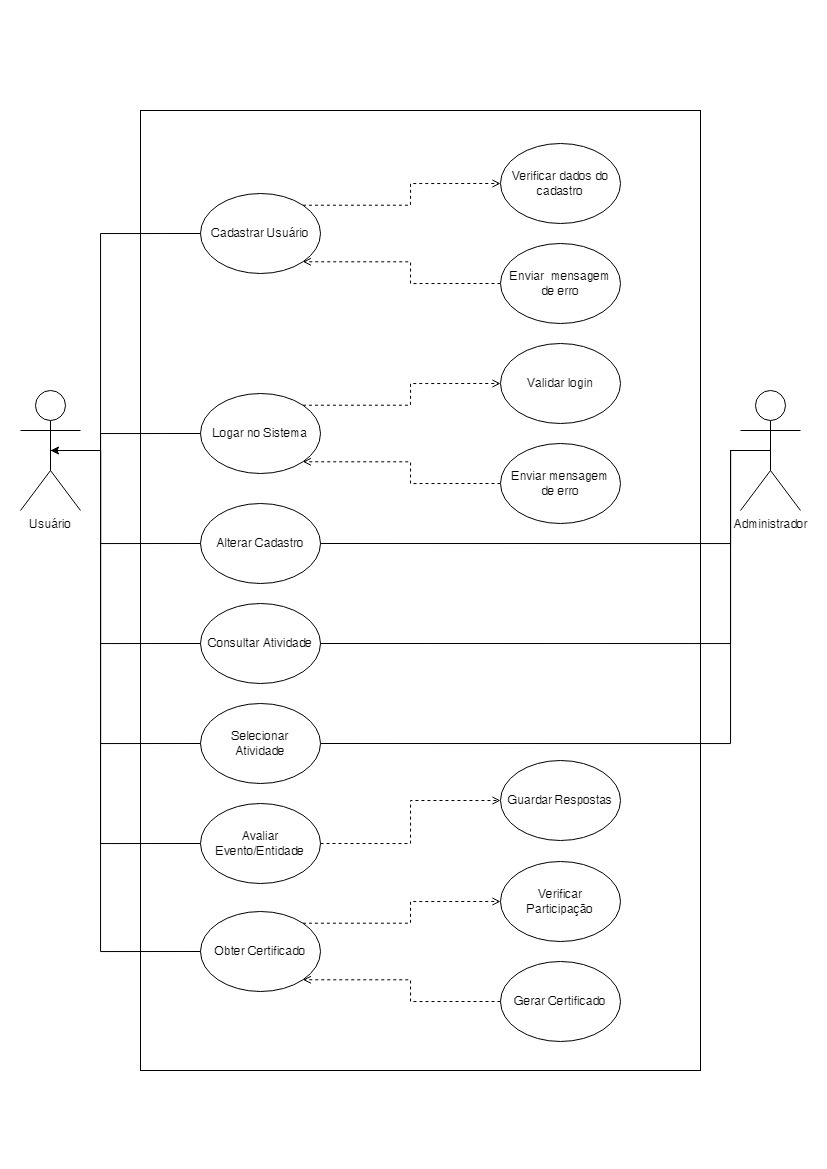 Verificar dados do
cadastro
Cadastrar Usuário
Enviar mensagem
de erro
Validar login
Logar no Sistema
Enviar mensagem
de erro
Usuário
Administrador
Alterar Cadastro
Consultar Atividade
Selecionar
Atividade
Guardar Respostas
Avaliar
Evento/Entidade
Verificar
Participação
Obter Certificado
Gerar Certificado